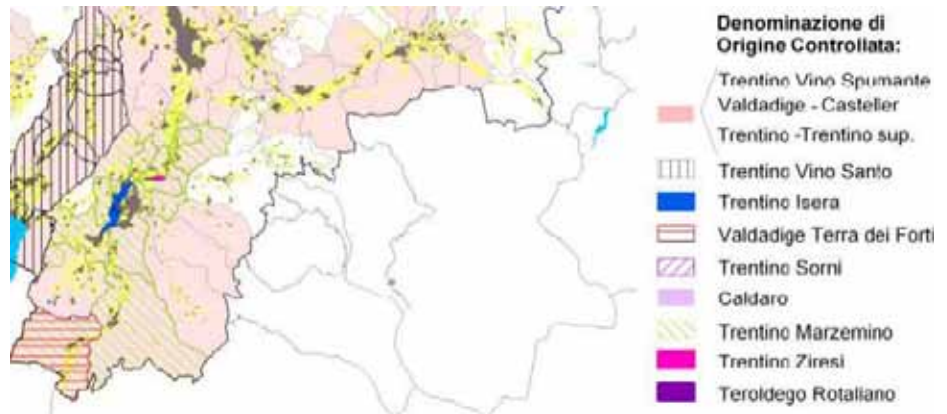 Denominazione di
Origine Controllata:
Trentino Vino Spumante
Valdadige - Casteller
Trentino -Trentino sup.
Trentino Vino Santo
Trentino Isera
Valdadige Terra dei Forti
Trentino Sorni
Caldaro
Trentino Marzemino
Trentino Ziresi
Teroldego Rotaliano